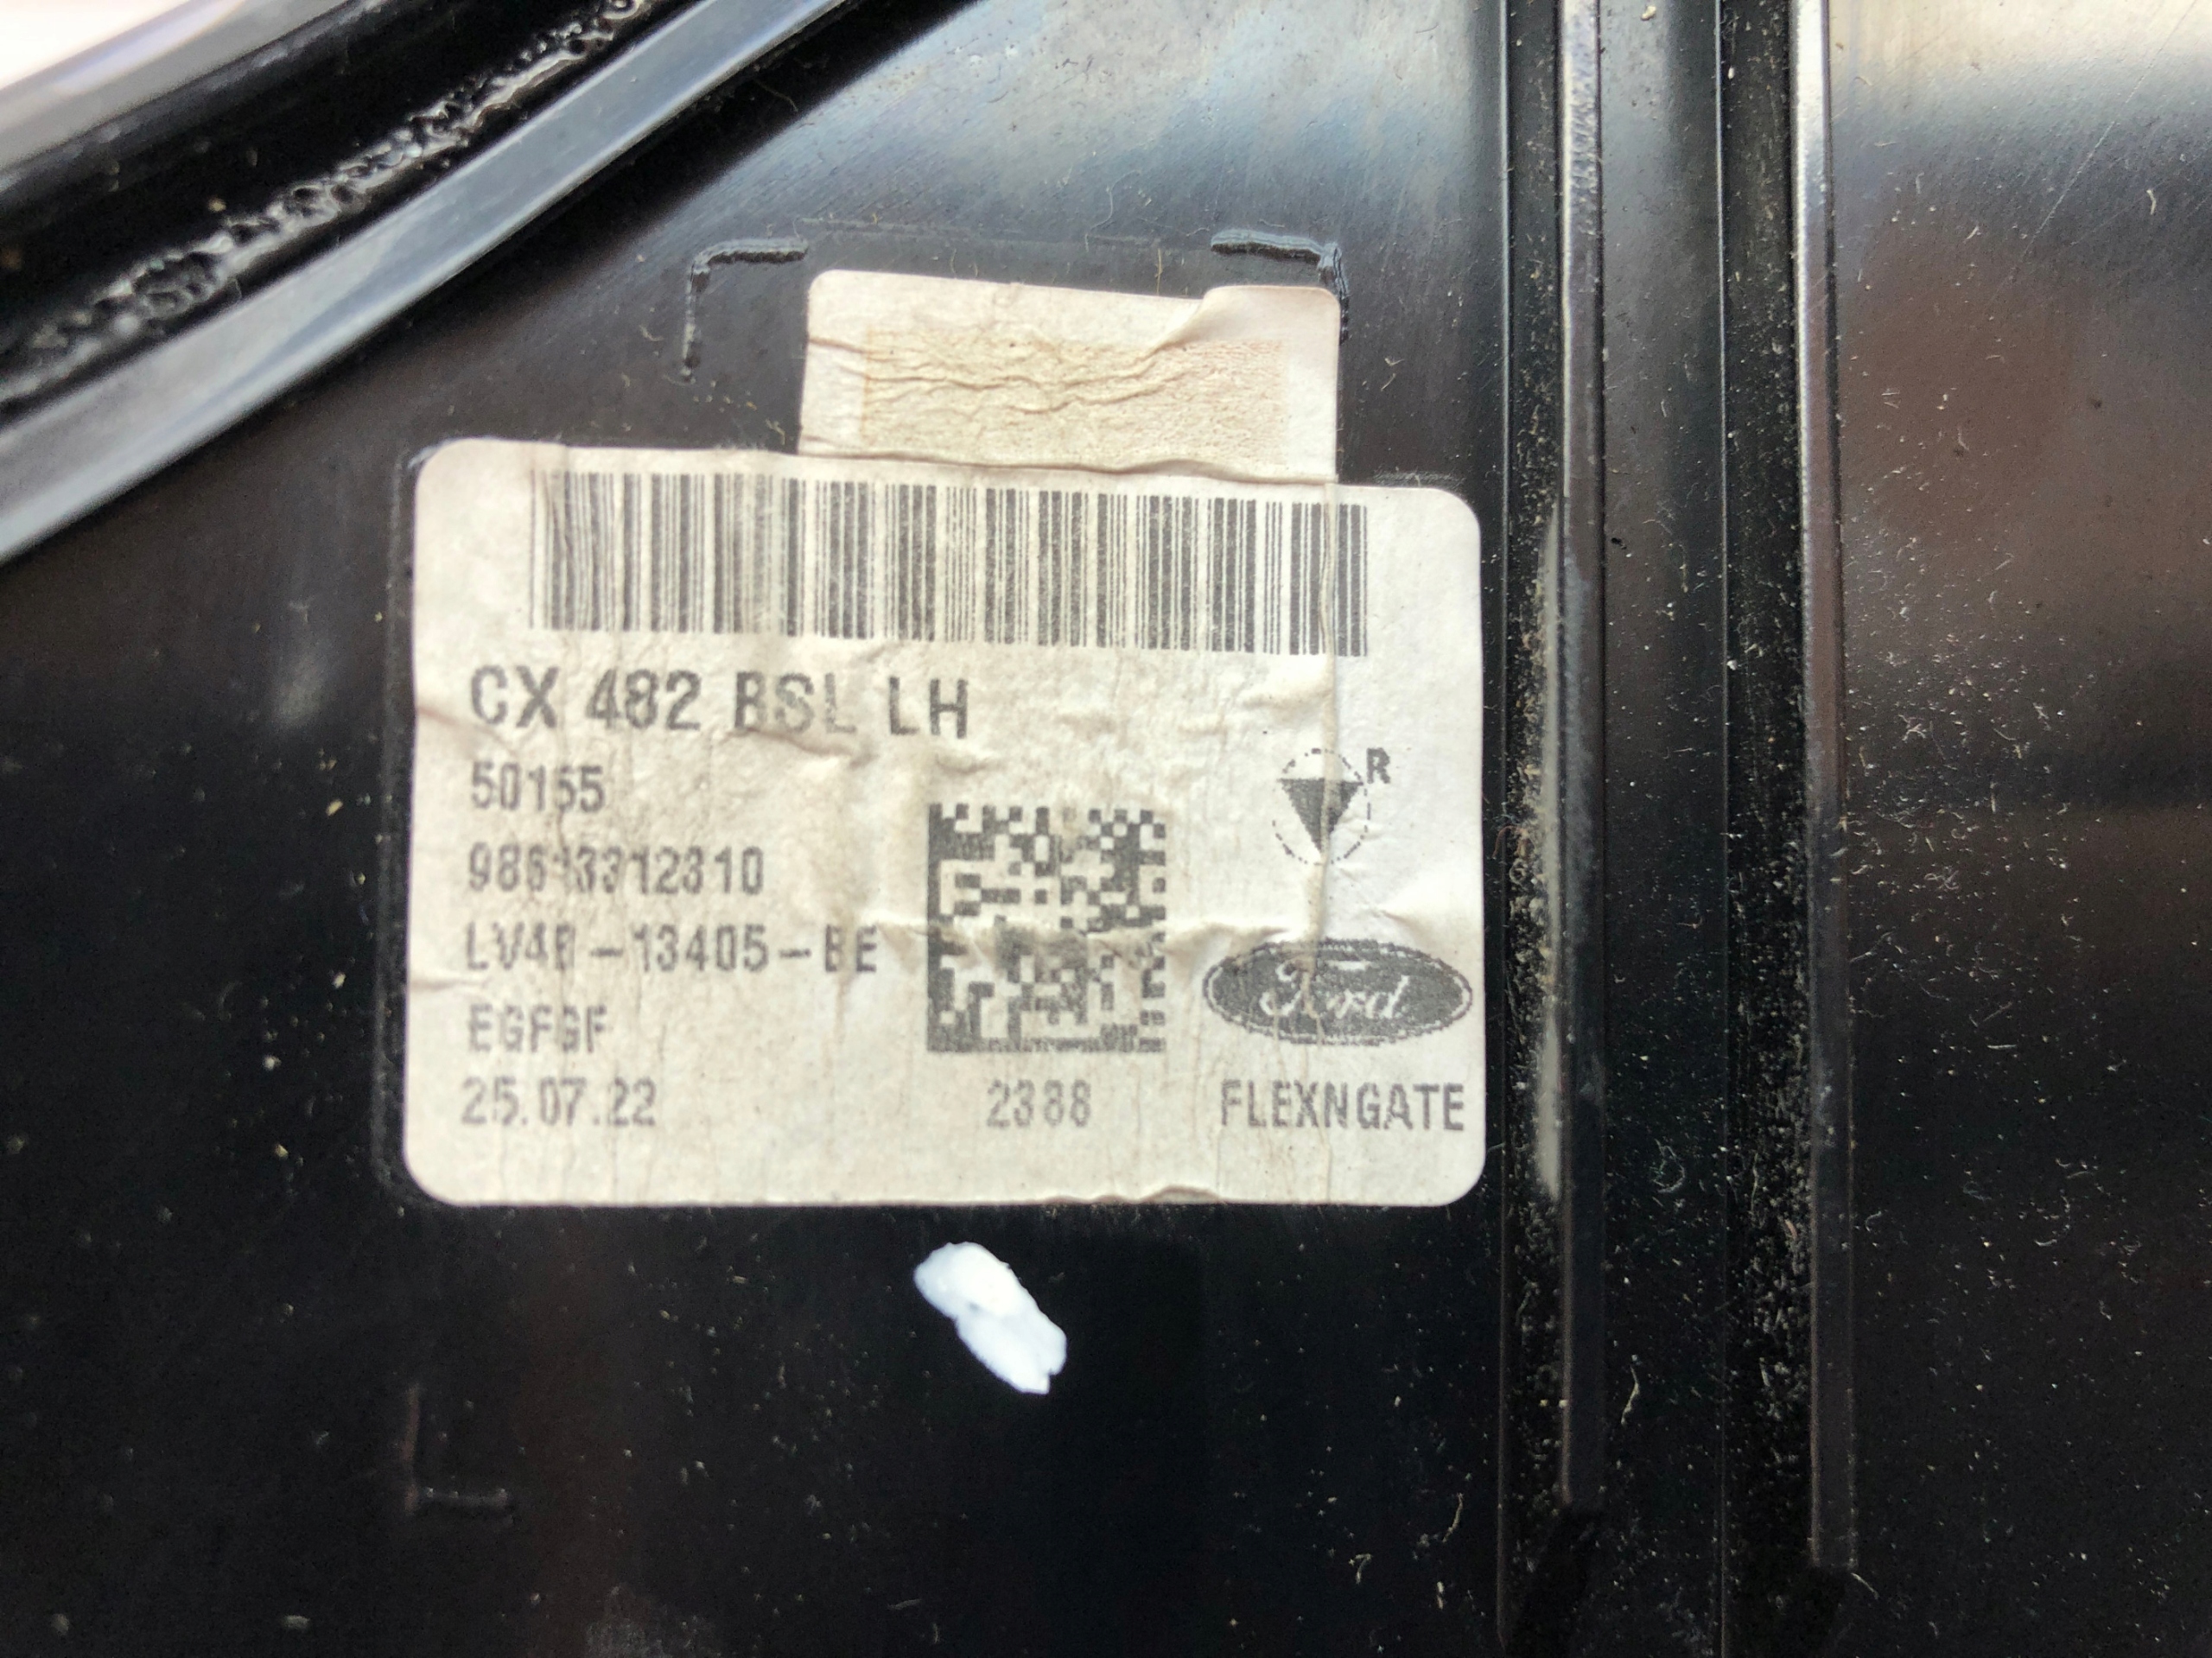 CX 482 BSL LH
50155
R
98613312310
LV4B-13405-BE
Ford
EGFGF
25.07.22
2388
FLEXNGATE